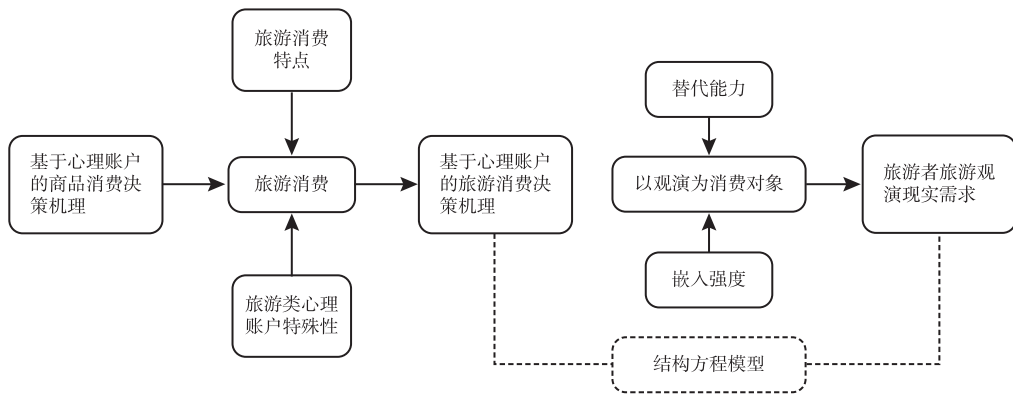 旅游消费
特点
基于心理账户
的商品消费决
策机理
旅游消费
旅游类心理
账户特殊性
基于心理账户
的旅游消费决
策机理
替代能力
以观演为消费对象
嵌入强度
旅游者旅游观
演现实需求
结构方程模型